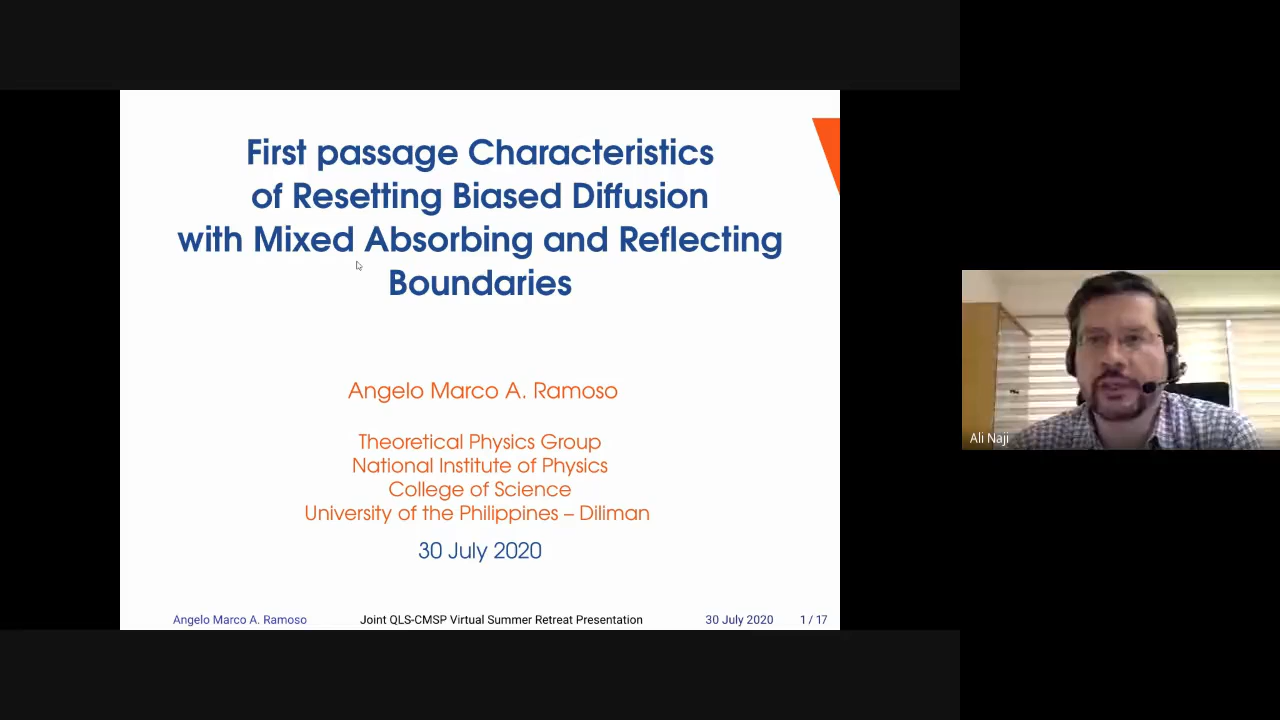 First passage Characteristics
of Resetting Biased Diffusion
with Mixed Absorbing and Reflecting
Boundaries
Angelo Marco A. Ramoso
Theoretical Physics Group
National Institute of Physics
College of Science
University of the Philippines – Diliman
30 July 2020
Angelo Marco A. Ramoso Joint QLS-CMSP Virtual Summer Retreat Presentation 30 July 2020 1 / 17
Ali Naji